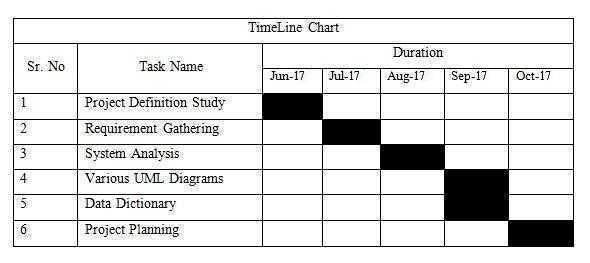 TimeLine Chart
Sr. No Task Name Duration
Jun-17 Jul-17 Aug-17 Sep-17 Oct-17
1 Project Definition Study
2 Requirement Gathering
3 System Analysis
4 Various UML Diagrams
5 Data Dictionary
6 Project Planning